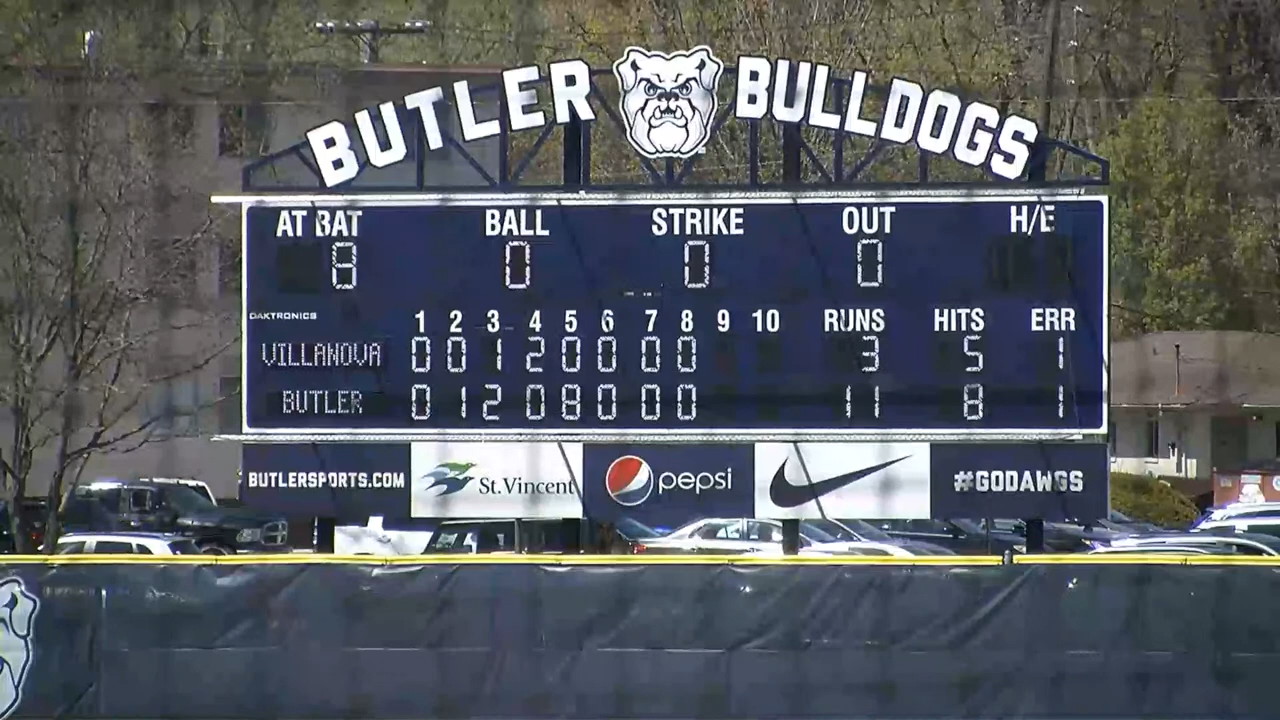 BUTLER BULLDOGS
AT BAT BALL STRIKE OUT H/E
8 0 0 0
DAKTRONICS 1 2 3 4 5 6 7 8 9 10 RUNS HITS ERR
VILLANOVA 0 0 1 2 0 0 0 0 3 5 1
BUTLER 0 1 2 0 8 0 0 0 11 8 1
BUTLERSPORTS.COM St.Vincent pepsi #GODAWGS